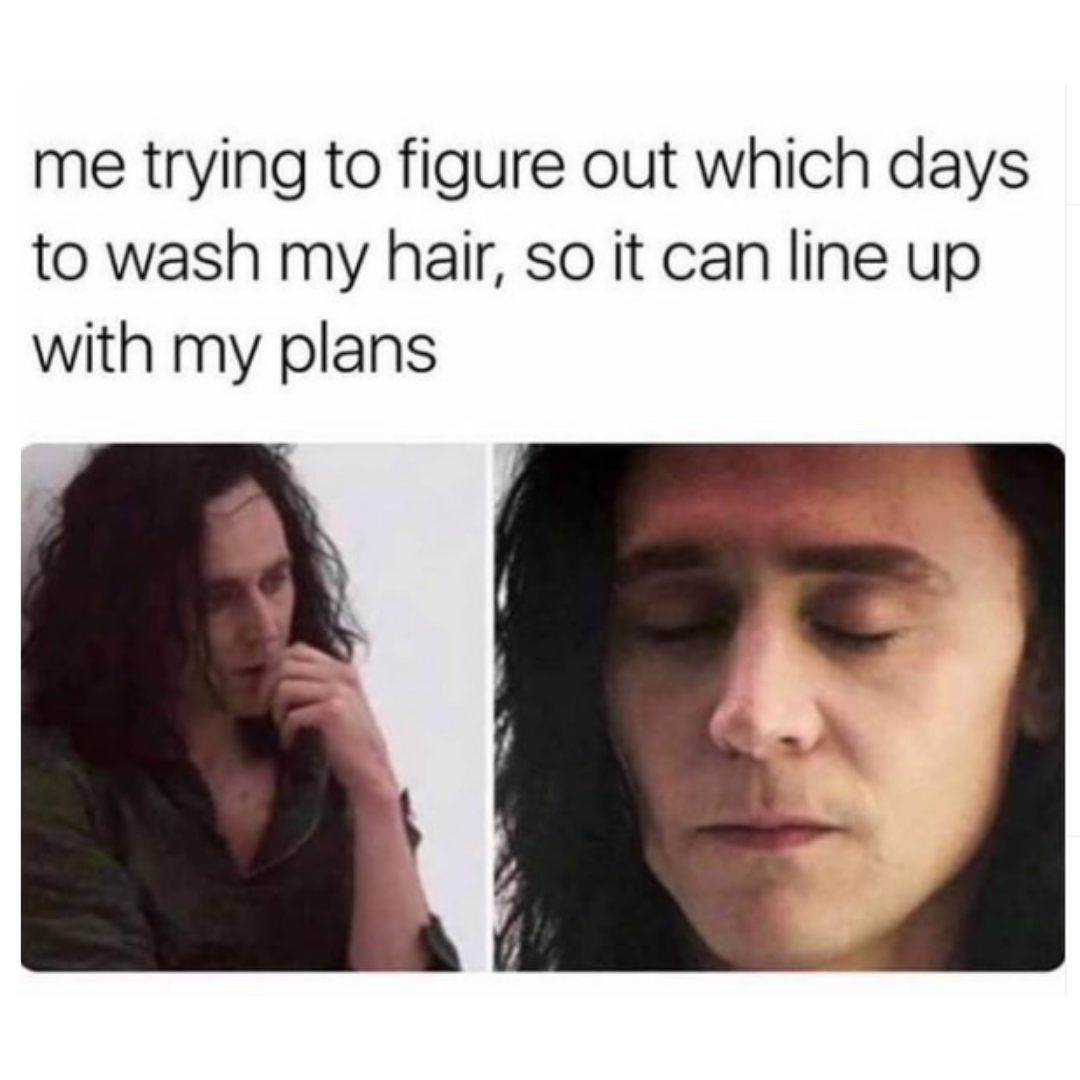 me trying to figure out which days
to wash my hair, so it can line up
with my plans